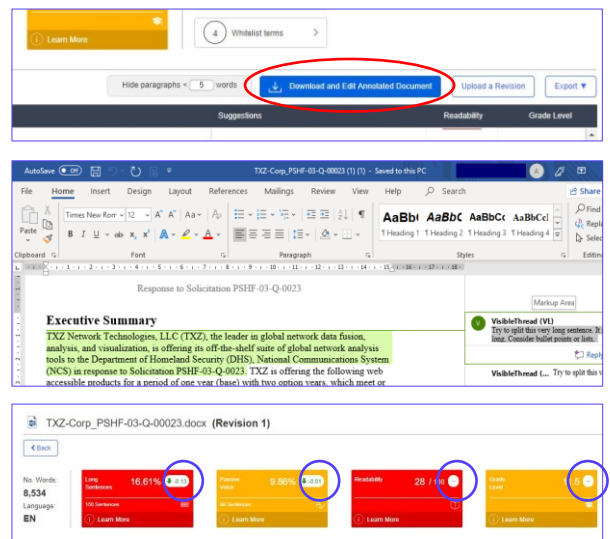 Learn More
4 Whitelist terms >
Hide paragraphs < 5 words
Download and Edit Annotated Document
Upload a Revision
Export ▼
Suggestions Readability Grade Level
AutoSave Off TXZ-Corp_PSHF-03-Q-00023 (1) (1) - Saved to this PC
File Home Insert Design Layout References Mailings Review View Help Search Share
Paste
Times New Rom 12 A A Aa
Find
B I U ab x₂ x² A A
AaBb( AaBbC AaBbCc AaBbCcl
Repla
¶ Heading 1 ¶ Heading 2 ¶ Heading 3 ¶ Heading 4
Selec
Clipboard Font Paragraph Styles Editin
Response to Solicitation PSHF-03-Q-00023
Markup Area
Executive Summary
TXZ Network Technologies, LLC (TXZ), the leader in global network data fusion,
analysis, and visualization, is offering its off-the-shelf suite of global network analysis
tools to the Department of Homeland Security (DHS), National Communications System
(NCS) in response to Solicitation PSHF-03-Q-0023. TXZ is offering the following web
accessible products for a period of one year (base) with two option years, which meet or
V VisibleThread (VL)
Try to split this very long sentence. It
long. Consider bullet points or lists.
Reply
VisibleThread (... Try to split this v
TXZ-Corp_PSHF-03-Q-00023.docx (Revision 1)
< Back
No. Words:
8,534
Language:
EN
Long
Sentences
16.61%
-0.13
150 Sentences
Learn More
Passive
Voice
9.86%
-0.01
Learn More
Readability
28 /
Learn More
Grade
Level
Learn More